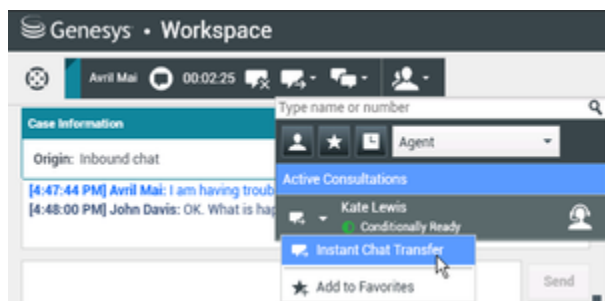 Genesys • Workspace
Avril Mai 00:02:25
Type name or number
Case Information
Agent
Origin: Inbound chat
Active Consultations
[4:47:44 PM] Avril Mai: I am having troub
[4:48:00 PM] John Davis: OK. What is hap
Kate Lewis
Conditionally Ready
Instant Chat Transfer
Add to Favorites
Send